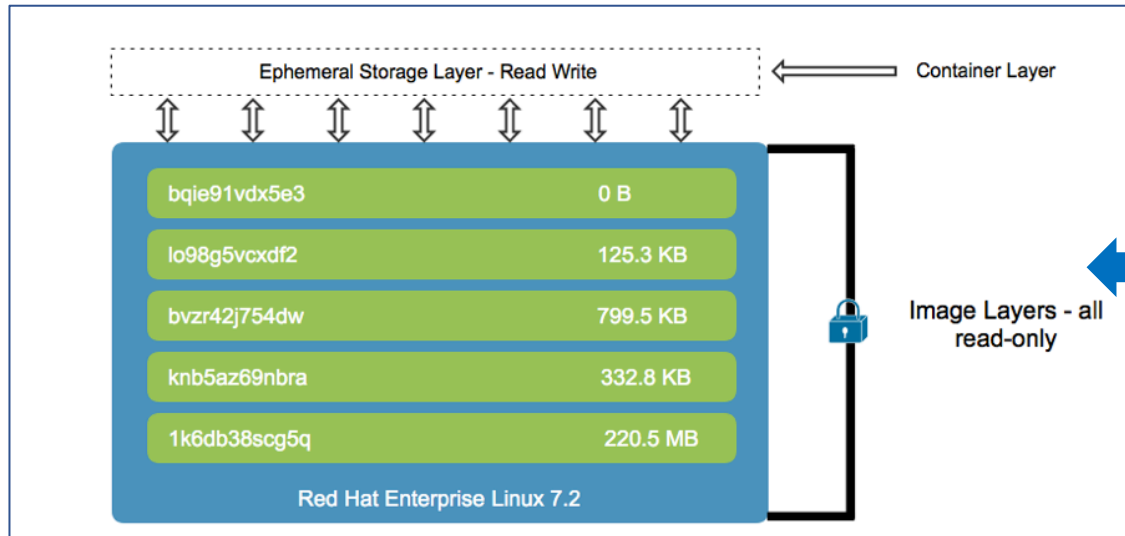 Ephemeral Storage Layer - Read Write
Container Layer
bqie91vdx5e3 0 B
lo98g5vcxdf2 125.3 KB
bvzr42j754dw 799.5 KB
knb5az69nbra 332.8 KB
1k6db38scg5q 220.5 MB
Image Layers - all
read-only
Red Hat Enterprise Linux 7.2